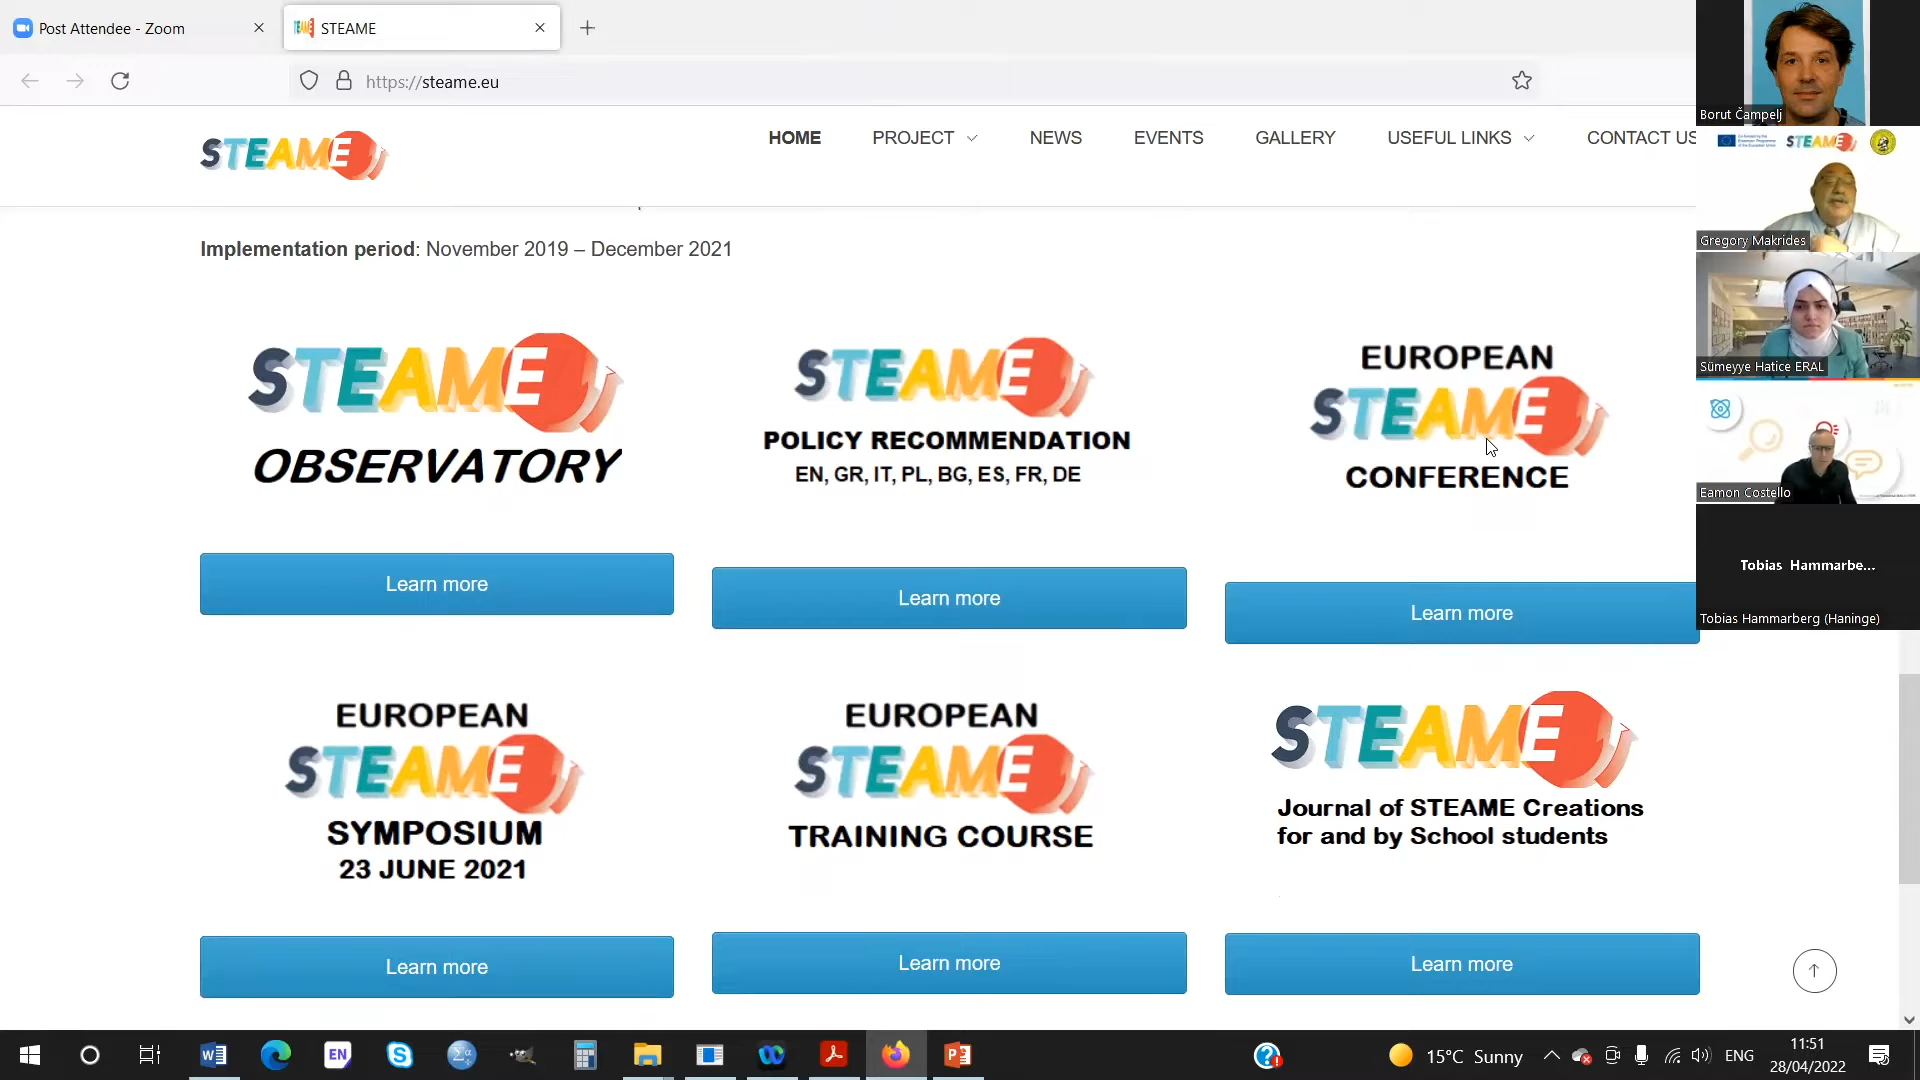 Post Attendee - Zoom
STEAME
https://steame.eu
STEAME
HOME
PROJECT
NEWS
EVENTS
GALLERY
USEFUL LINKS
CONTACT US
Implementation period: November 2019 – December 2021
STEAME
OBSERVATORY
Learn more
STEAME
POLICY RECOMMENDATION
EN, GR, IT, PL, BG, ES, FR, DE
Learn more
EUROPEAN
STEAME
CONFERENCE
Learn more
EUROPEAN
STEAME
SYMPOSIUM
23 JUNE 2021
Learn more
EUROPEAN
STEAME
TRAINING COURSE
Learn more
STEAME
Journal of STEAME Creations
for and by School students
Learn more
Borut Čampelj
STEAME
Gregory Makrides
Sümeyye Hatice ERAL
Eamon Costello
Tobias Hammarbe...
Tobias Hammarberg (Haninge)
EN
15°C Sunny
ENG
11:51
28/04/2022